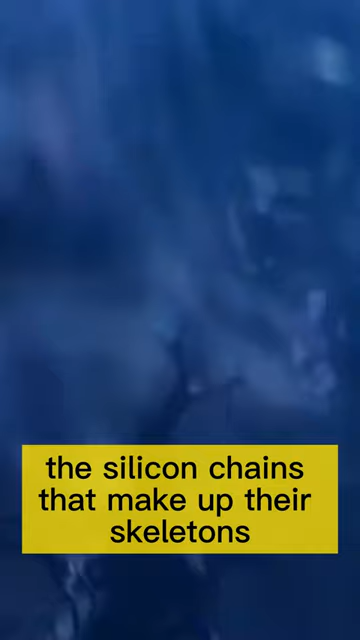 the silicon chains
that make up their
skeletons